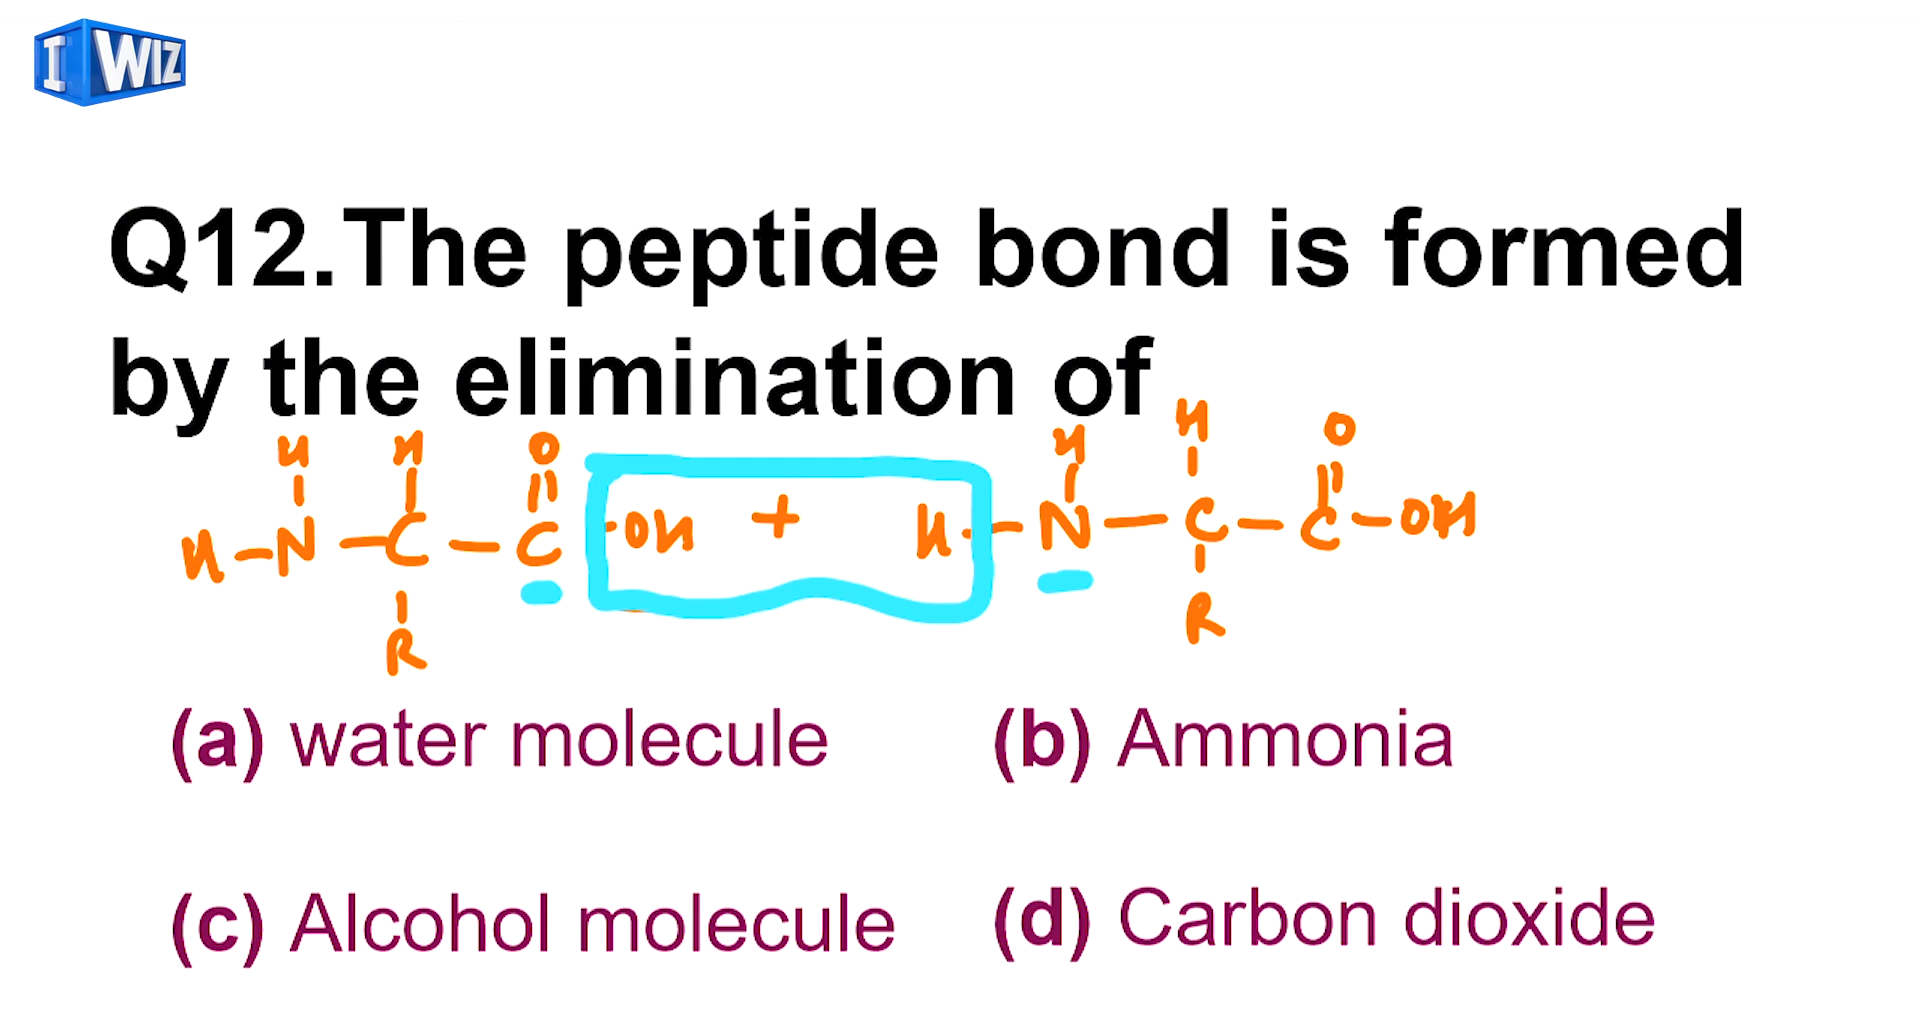 I WIZ
Q12.The peptide bond is formed
by the elimination of
H H O H H O
H-N-C-C-OH + H-N-C-C-OH
R R
(a) water molecule (b) Ammonia
(c) Alcohol molecule (d) Carbon dioxide